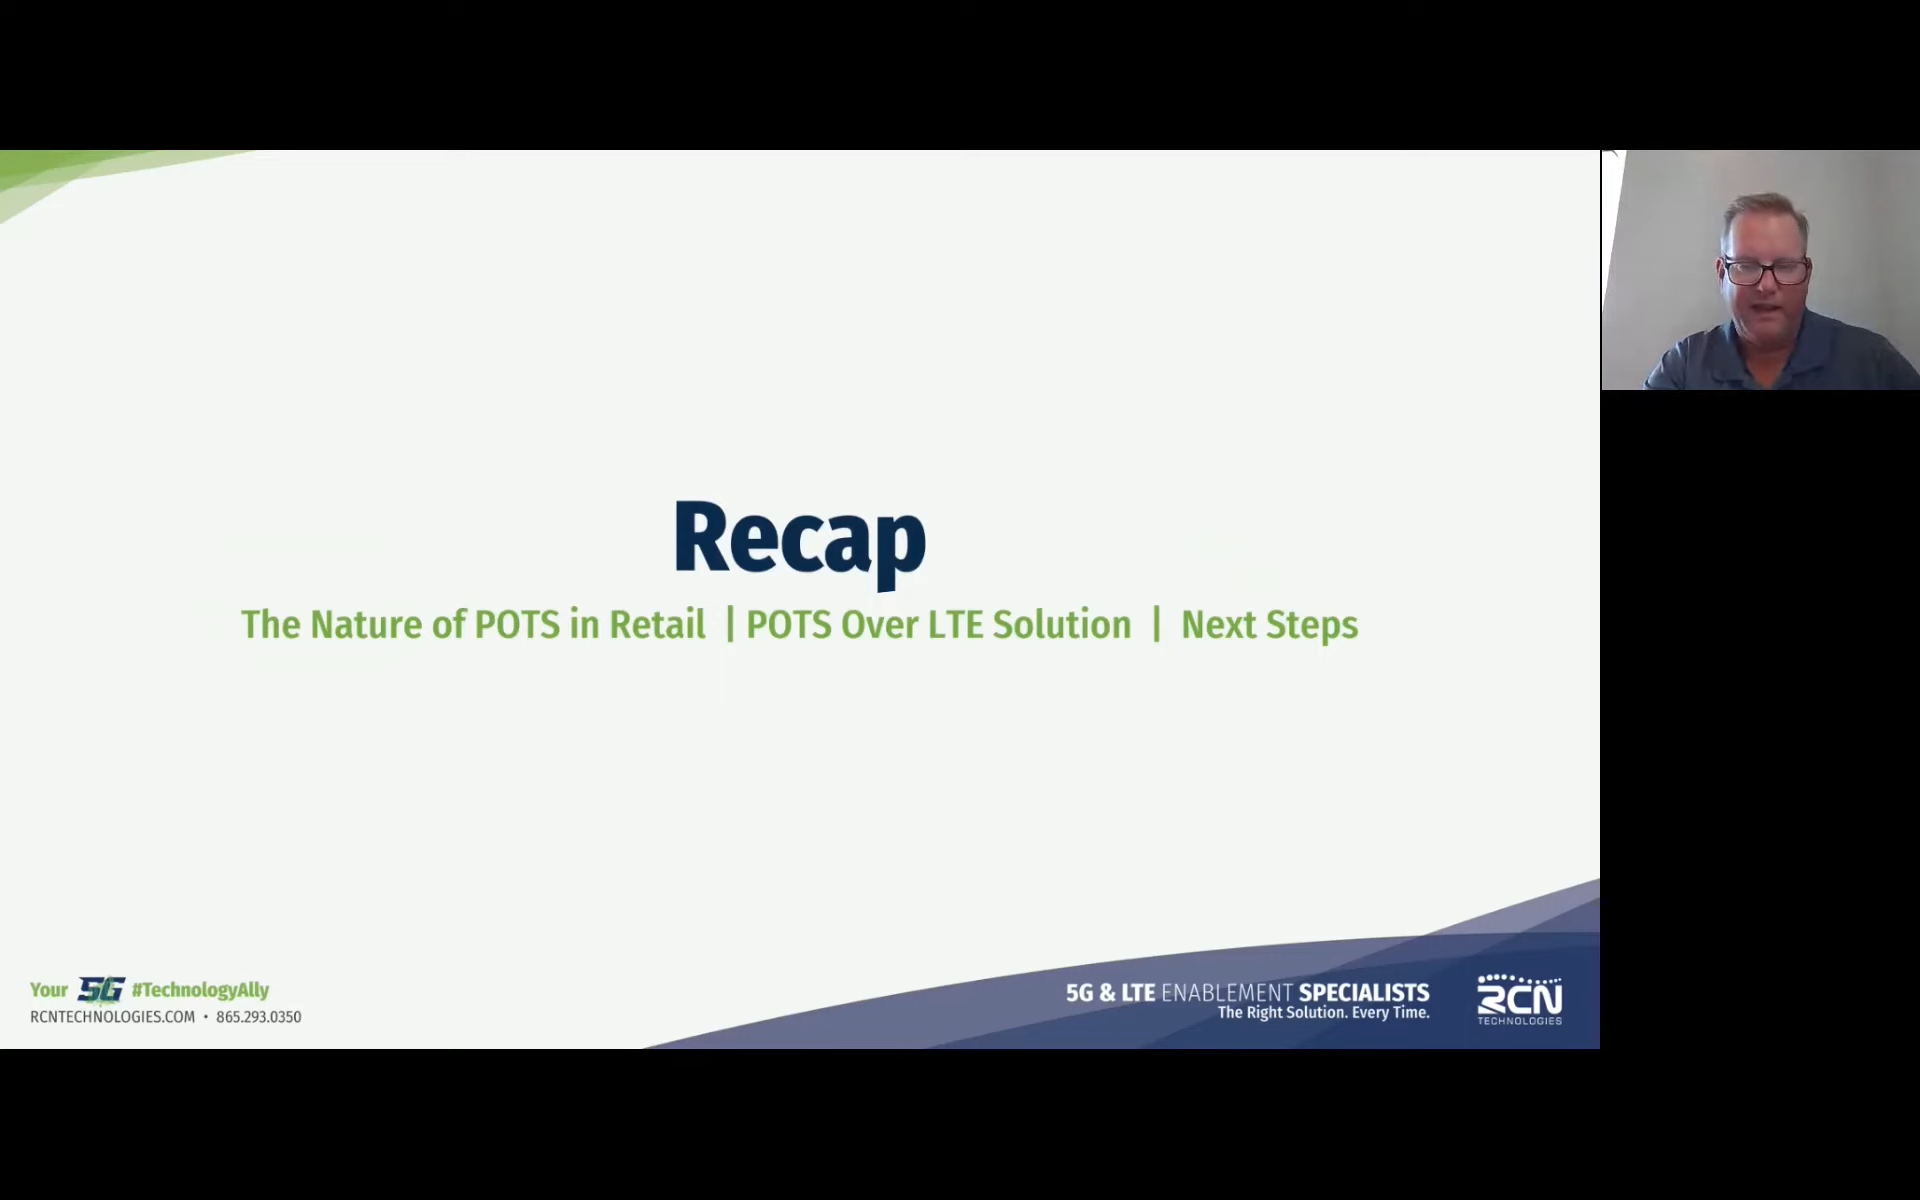 Recap
The Nature of POTS in Retail | POTS Over LTE Solution | Next Steps
Your 5G #TechnologyAlly
RCNTECHNOLOGIES.COM • 865.293.0350
5G & LTE ENABLEMENT SPECIALISTS
The Right Solution. Every Time.
RCN
TECHNOLOGIES